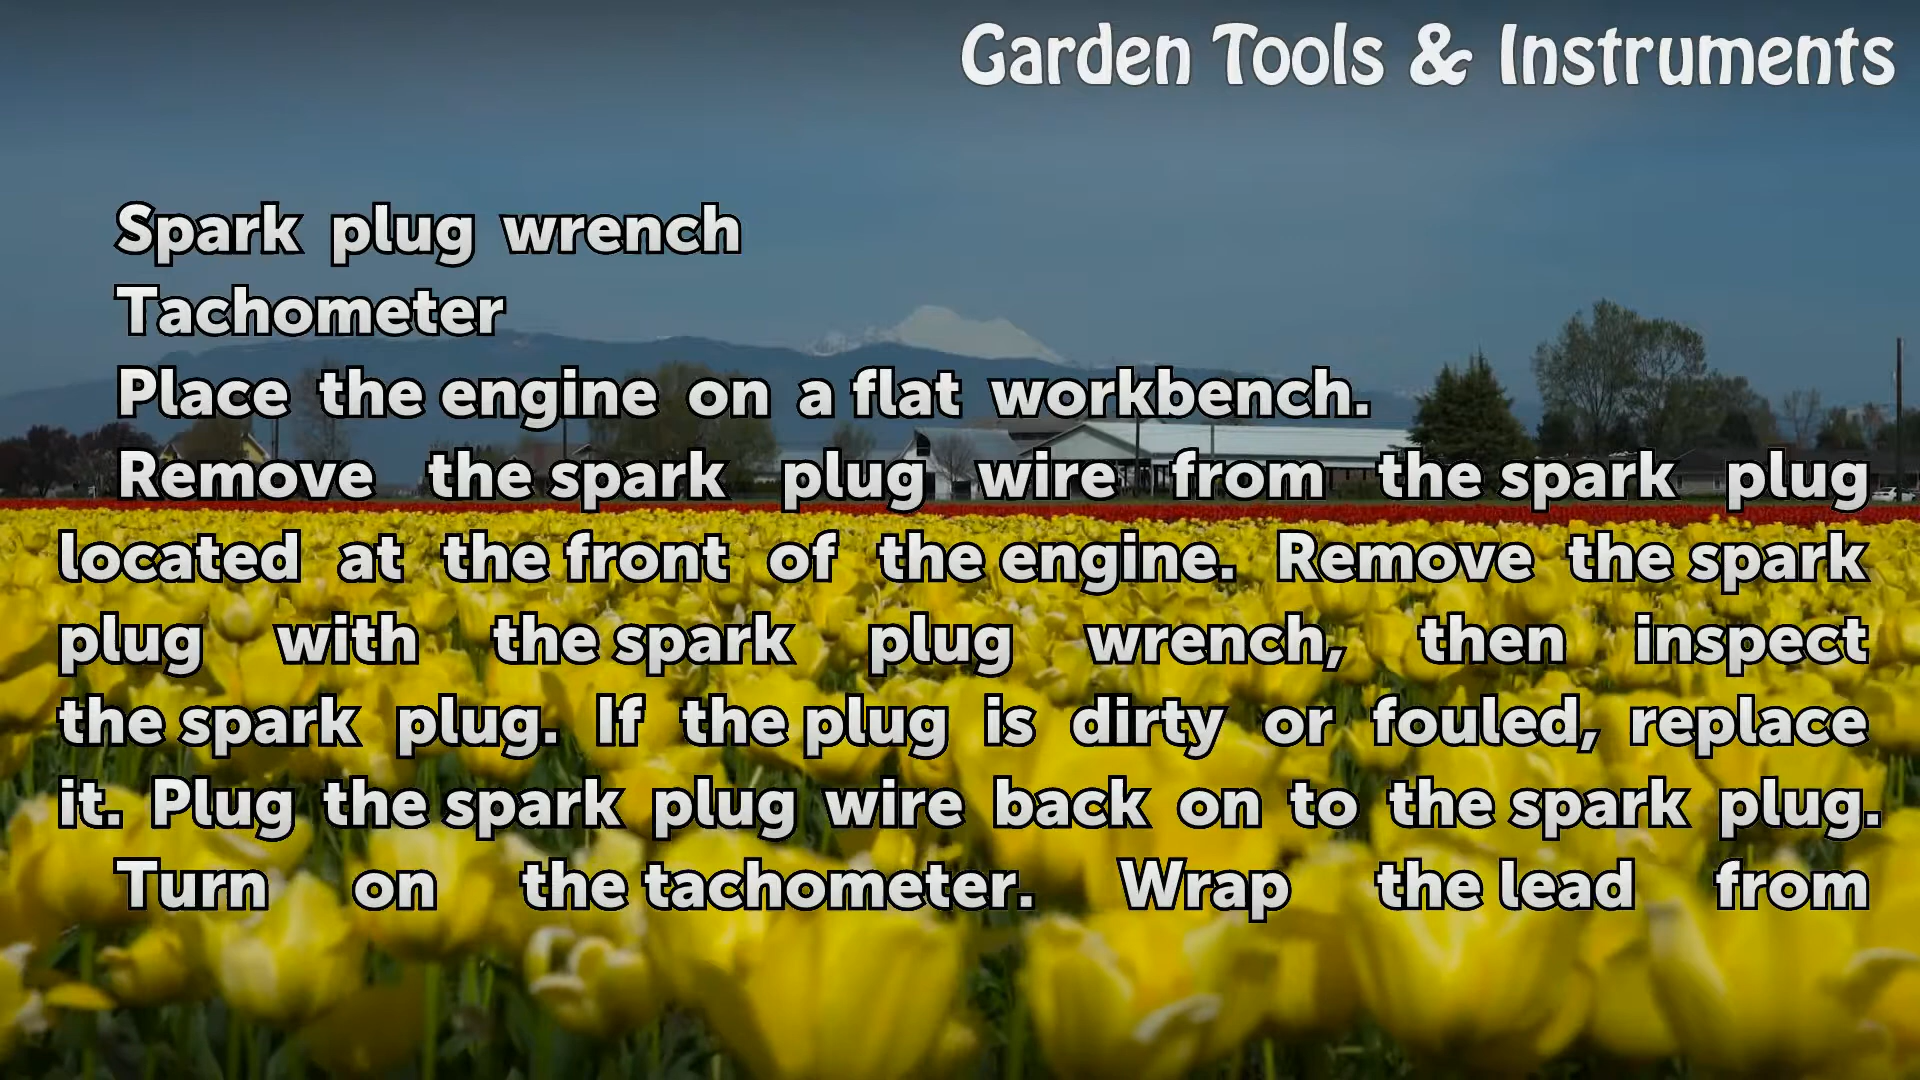 Garden Tools & Instruments
Spark plug wrench
Tachometer
Place the engine on a flat workbench.
Remove the spark plug wire from the spark plug
located at the front of the engine. Remove the spark
plug with the spark plug wrench, then inspect
the spark plug. If the plug is dirty or fouled, replace
it. Plug the spark plug wire back on to the spark plug.
Turn on the tachometer. Wrap the lead from